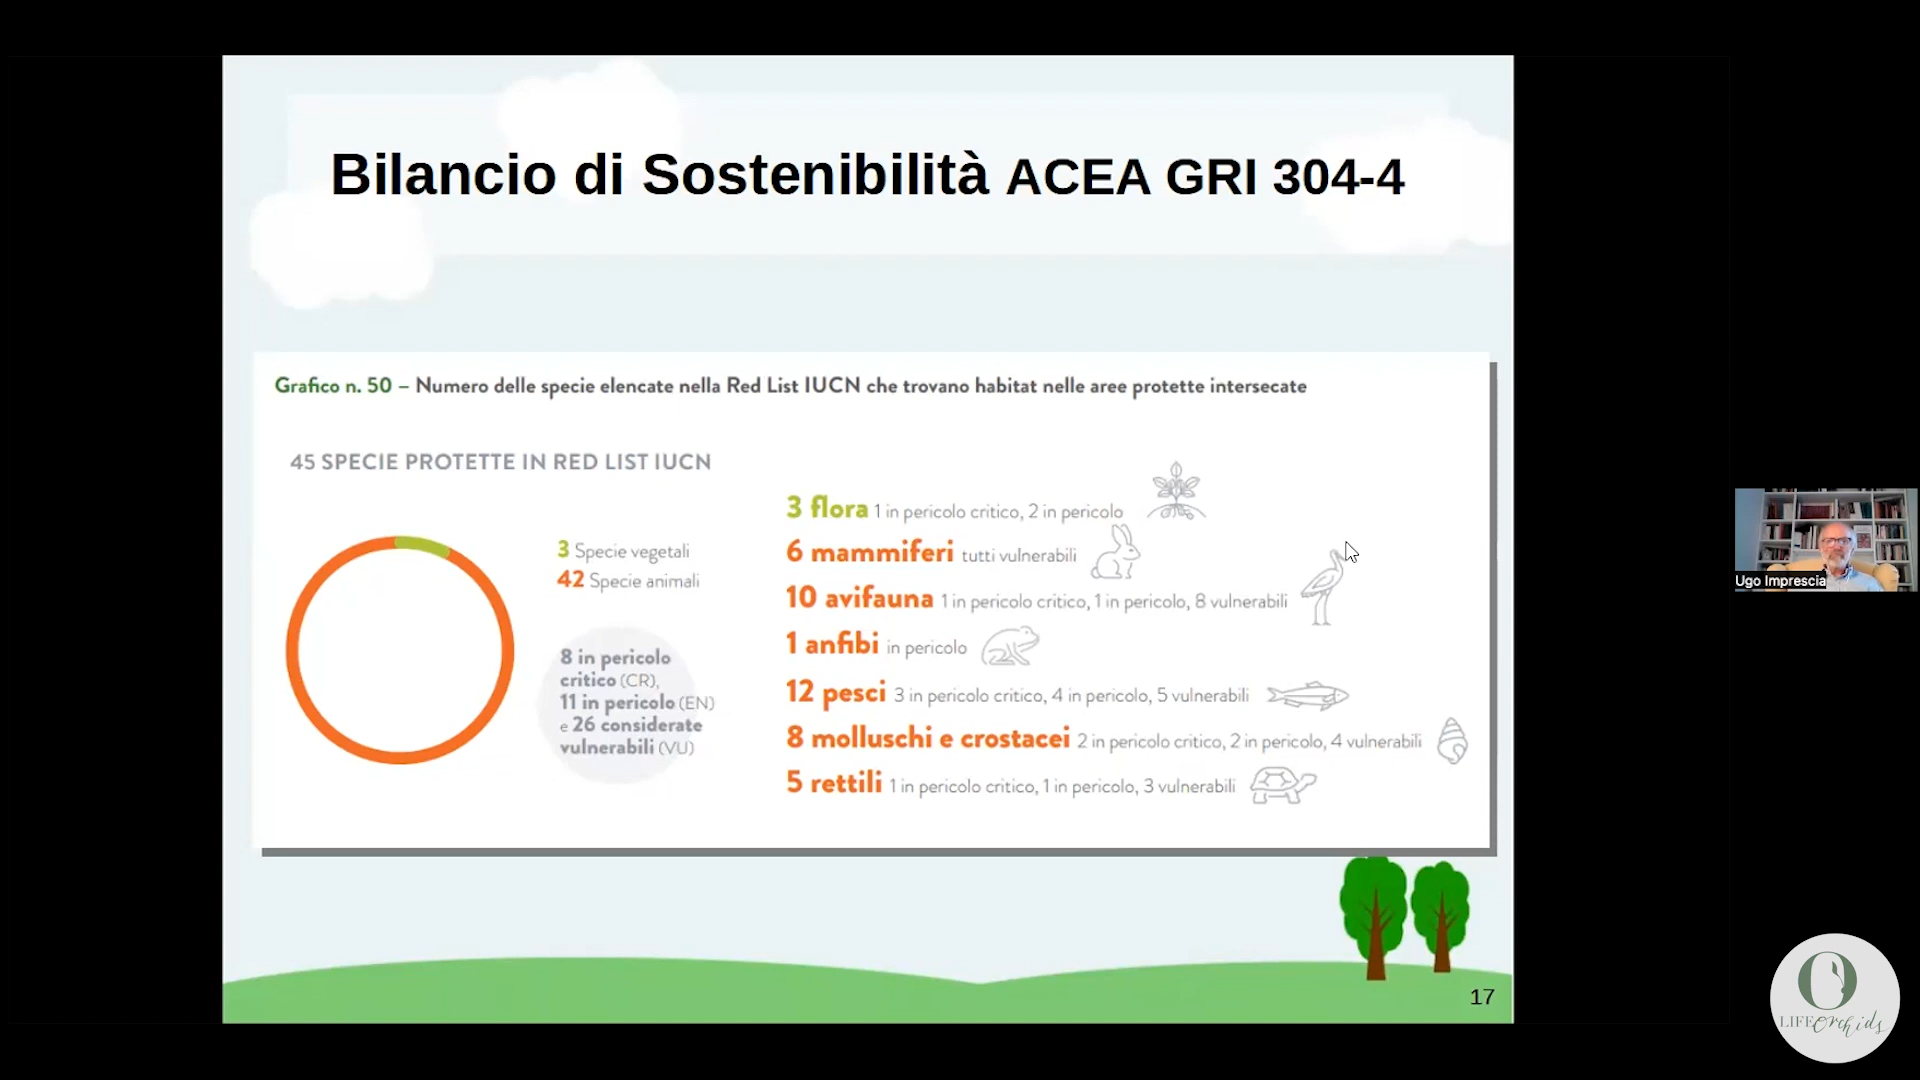 Bilancio di Sostenibilità ACEA GRI 304-4
Grafico n. 50 – Numero delle specie elencate nella Red List IUCN che trovano habitat nelle aree protette intersecate
45 SPECIE PROTETTE IN RED LIST IUCN
3 Specie vegetali
42 Specie animali
8 in pericolo
critico (CR),
11 in pericolo (EN)
e 26 considerate
vulnerabili (VU)
3 flora 1 in pericolo critico, 2 in pericolo
6 mammiferi tutti vulnerabili
10 avifauna 1 in pericolo critico, 1 in pericolo, 8 vulnerabili
1 anfibi in pericolo
12 pesci 3 in pericolo critico, 4 in pericolo, 5 vulnerabili
8 molluschi e crostacei 2 in pericolo critico, 2 in pericolo, 4 vulnerabili
5 rettili 1 in pericolo critico, 1 in pericolo, 3 vulnerabili
17
Ugo Imprescia
O
LIFE Orchids